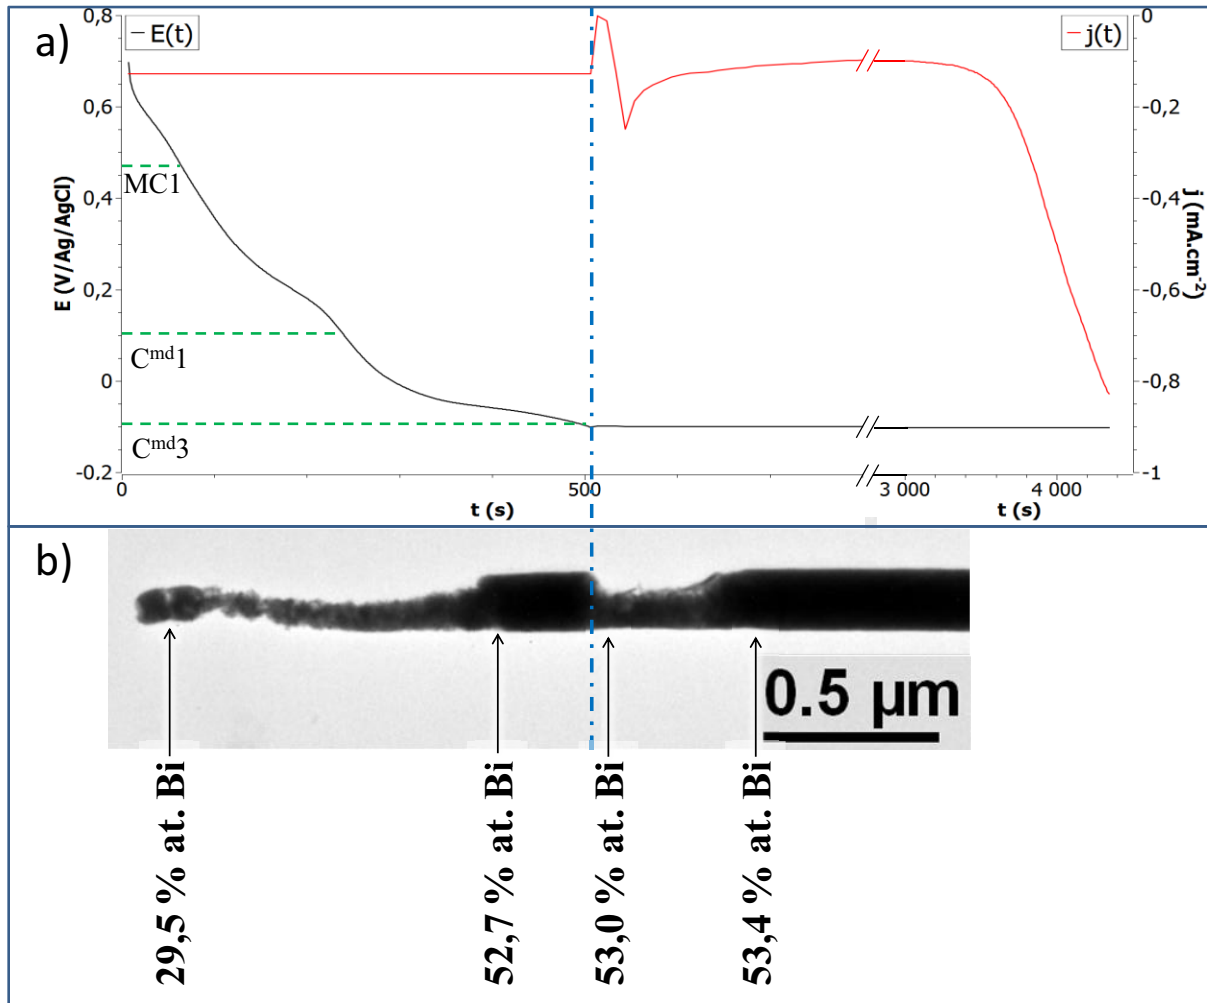 a)
E(t)
j(t)
0,8
0,6
0,4
0,2
0
-0,2
E (V/Ag/AgCl)
MC1
Cᵐᵈ1
Cᵐᵈ3
0
-0,2
-0,4
-0,6
-0,8
-1
j (mA.cm⁻²)
0
500
3 000
4 000
t (s)
t (s)
b)
0.5 µm
29,5 % at. Bi
52,7 % at. Bi
53,0 % at. Bi
53,4 % at. Bi